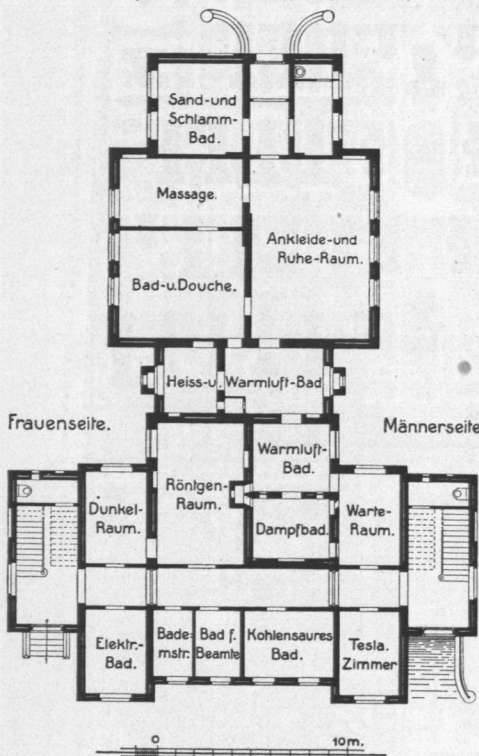 Sand-und
Schlamm-
Bad.
Massage.
Ankleide-und
Ruhe-Raum.
Bad-u.Douche.
Heiss-u. Warmluft-Bad
Frauenseite.
Männerseite
Warmluft-
Bad.
Röntgen-
Raum.
Dunkel-
Raum.
Dampfbad.
Warte-
Raum.
Elektr.-
Bad.
Bade-
mstr.
Bad f.
Beamte
Kohlensaures
Bad.
Tesla.
Zimmer
0 10 m.